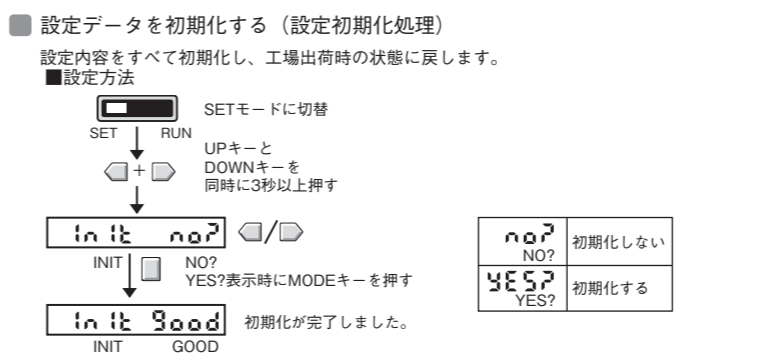 設定データを初期化する（設定初期化処理）
設定内容をすべて初期化し、工場出荷時の状態に戻します。
■設定方法
SETモードに切替
SET RUN
UPキーと
DOWNキーを
同時に3秒以上押す
+
init no? /
INIT NO?
YES?表示時にMODEキーを押す
init good 初期化が完了しました。
INIT GOOD
no? 初期化しない
NO?
YES? 初期化する
YES?